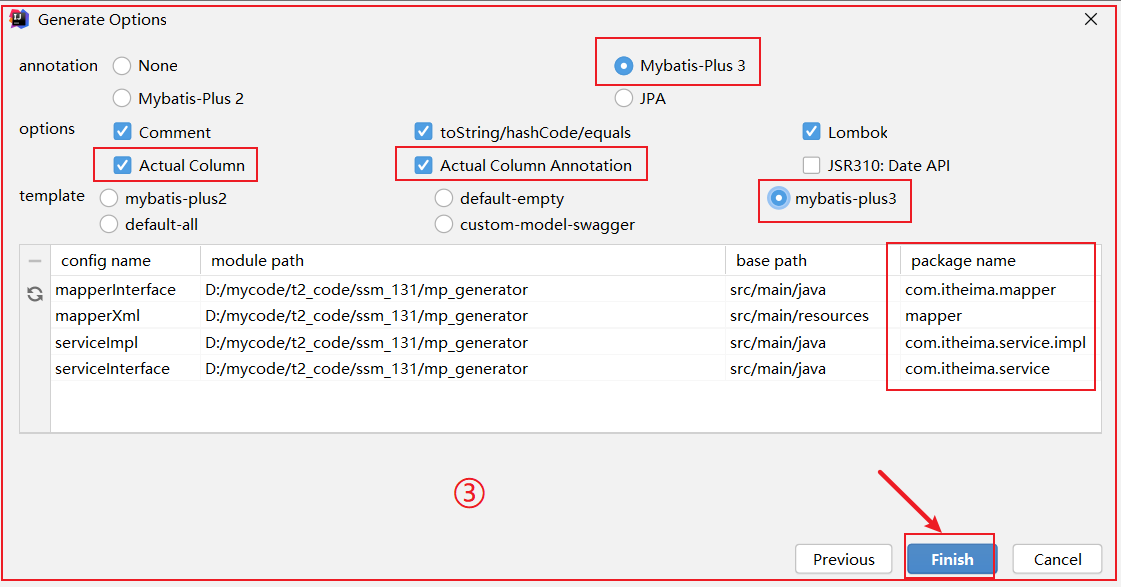 Generate Options
annotation None Mybatis-Plus 3
Mybatis-Plus 2 JPA
options Comment toString/hashCode/equals Lombok
Actual Column Actual Column Annotation JSR310: Date API
template mybatis-plus2 default-empty mybatis-plus3
default-all custom-model-swagger
config name module path base path package name
mapperInterface D:/mycode/t2_code/ssm_131/mp_generator src/main/java com.itheima.mapper
mapperXml D:/mycode/t2_code/ssm_131/mp_generator src/main/resources mapper
serviceImpl D:/mycode/t2_code/ssm_131/mp_generator src/main/java com.itheima.service.impl
serviceInterface D:/mycode/t2_code/ssm_131/mp_generator src/main/java com.itheima.service
③
Previous Finish Cancel